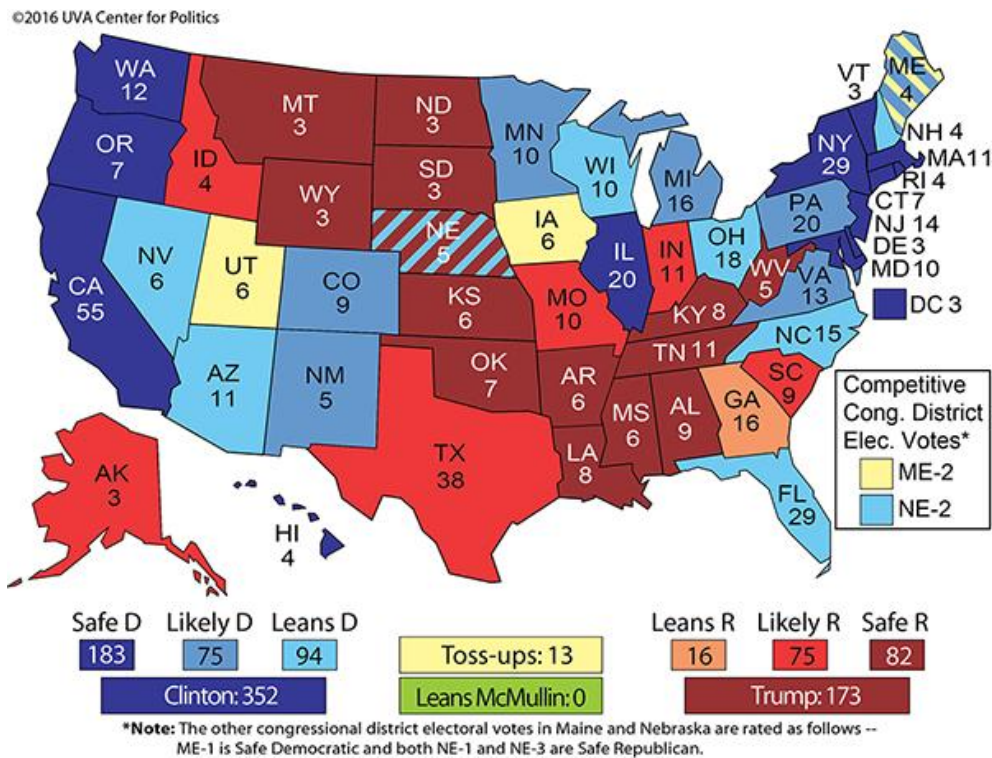 ©2016 UVA Center for Politics
WA
12
OR
7
CA
55
NV
6
ID
4
MT
3
WY
3
UT
6
AZ
11
CO
9
NM
5
ND
3
SD
3
NE
5
KS
6
OK
7
TX
38
MN
10
IA
6
MO
10
AR
6
LA
8
WI
10
IL
20
MI
16
IN
11
OH
18
KY 8
TN 11
MS
6
AL
9
GA
16
FL
29
SC
9
NC 15
VA
13
WV
5
PA
20
NY
29
VT
3
ME
4
NH 4
MA 11
RI 4
CT 7
NJ 14
DE 3
MD 10
DC 3
AK
3
HI
4
Competitive
Cong. District
Elec. Votes*
ME-2
NE-2
Safe D
Likely D
Leans D
183
75
94
Clinton: 352
Toss-ups: 13
Leans McMullin: 0
Leans R
Likely R
Safe R
16
75
82
Trump: 173
*Note: The other congressional district electoral votes in Maine and Nebraska are rated as follows --
ME-1 is Safe Democratic and both NE-1 and NE-3 are Safe Republican.